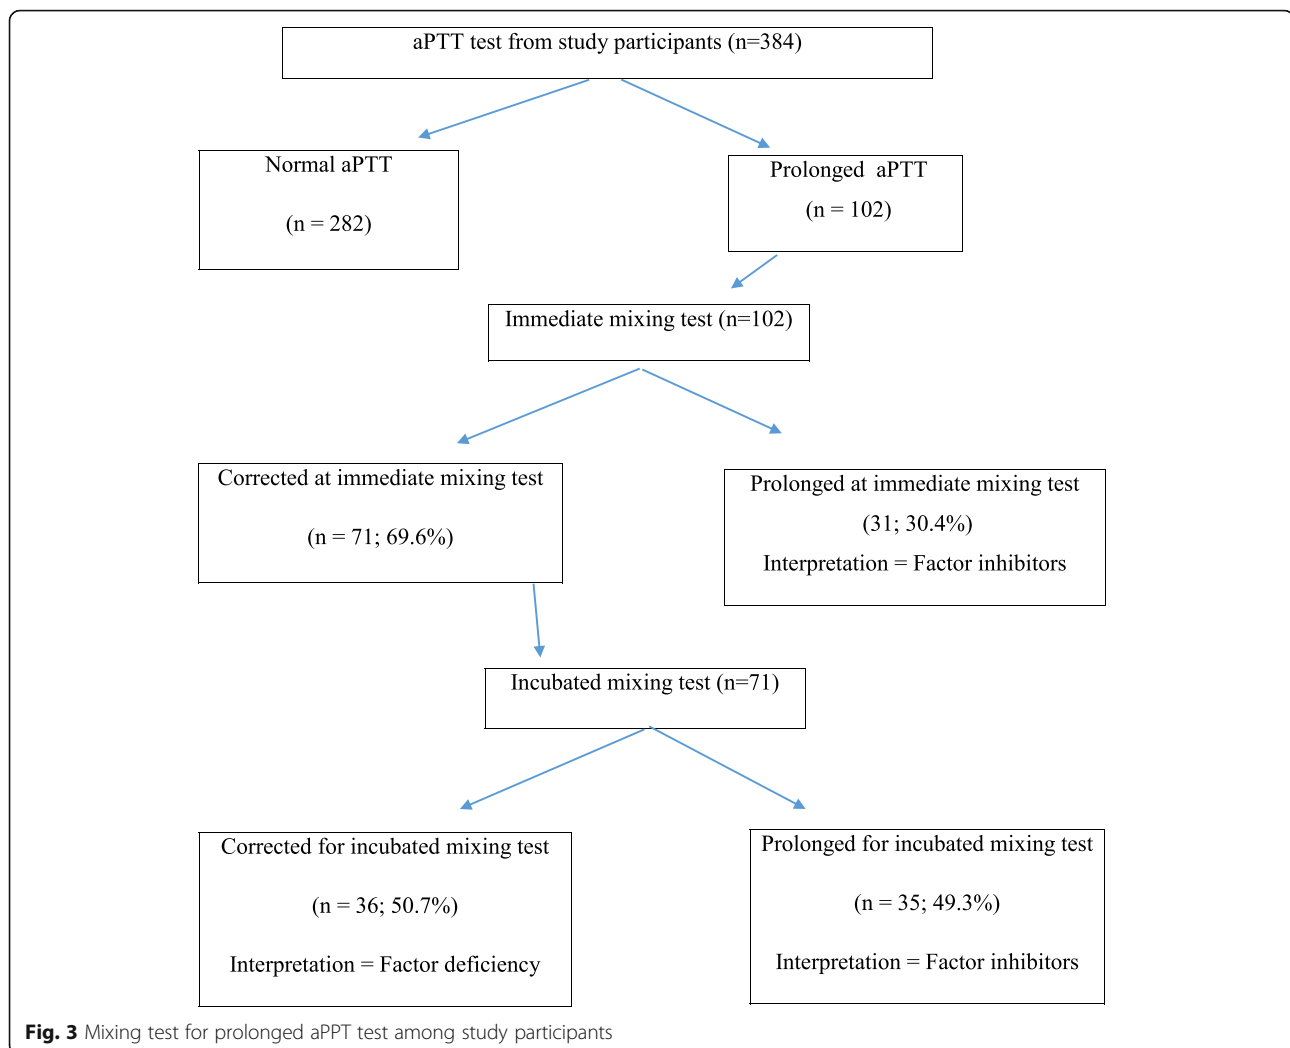 aPTT test from study participants (n=384)
Normal aPTT
(n = 282)
Prolonged aPTT
(n = 102)
Immediate mixing test (n=102)
Corrected at immediate mixing test
(n = 71; 69.6%)
Prolonged at immediate mixing test
(31; 30.4%)
Interpretation = Factor inhibitors
Incubated mixing test (n=71)
Corrected for incubated mixing test
(n = 36; 50.7%)
Interpretation = Factor deficiency
Prolonged for incubated mixing test
(n = 35; 49.3%)
Interpretation = Factor inhibitors
Fig. 3 Mixing test for prolonged aPPT test among study participants